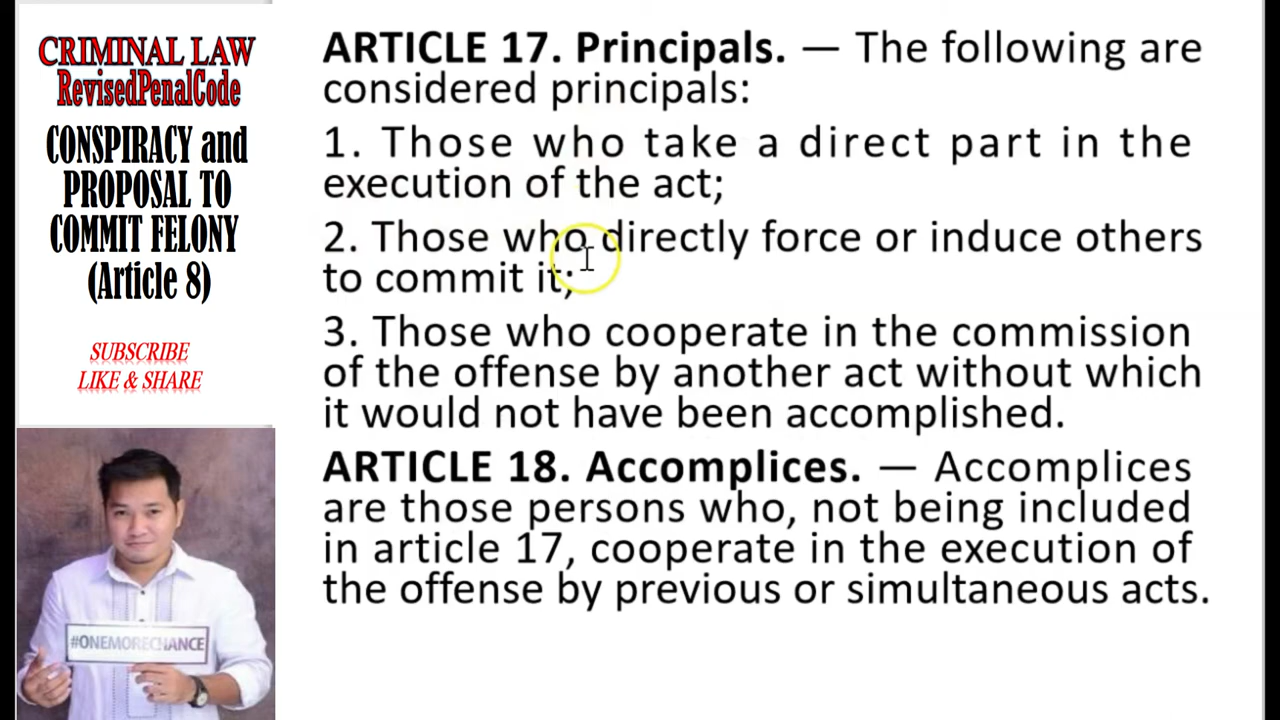 CRIMINAL LAW
RevisedPenalCode
CONSPIRACY and
PROPOSAL TO
COMMIT FELONY
(Article 8)
SUBSCRIBE
LIKE & SHARE
#ONEMORECHANCE
ARTICLE 17. Principals. — The following are
considered principals:
1. Those who take a direct part in the
execution of the act;
2. Those who directly force or induce others
to commit it;
3. Those who cooperate in the commission
of the offense by another act without which
it would not have been accomplished.
ARTICLE 18. Accomplices. — Accomplices
are those persons who, not being included
in article 17, cooperate in the execution of
the offense by previous or simultaneous acts.